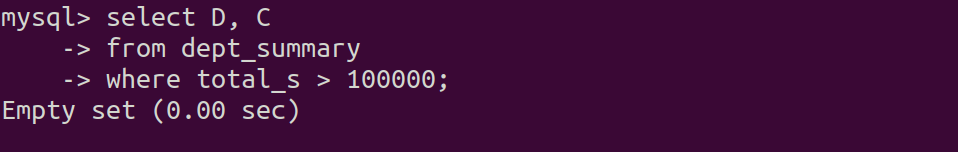 mysql> select D, C
    -> from dept_summary
    -> where total_s > 100000;
Empty set (0.00 sec)